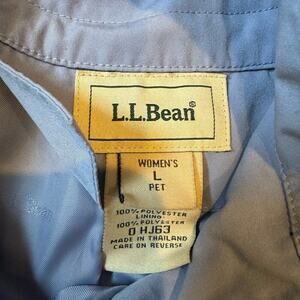 L.L.Bean®
WOMEN'S
L
PET
100% POLYESTER
LINING
100% POLYESTER
0 HJ63
MADE IN THAILAND
CARE ON REVERSE